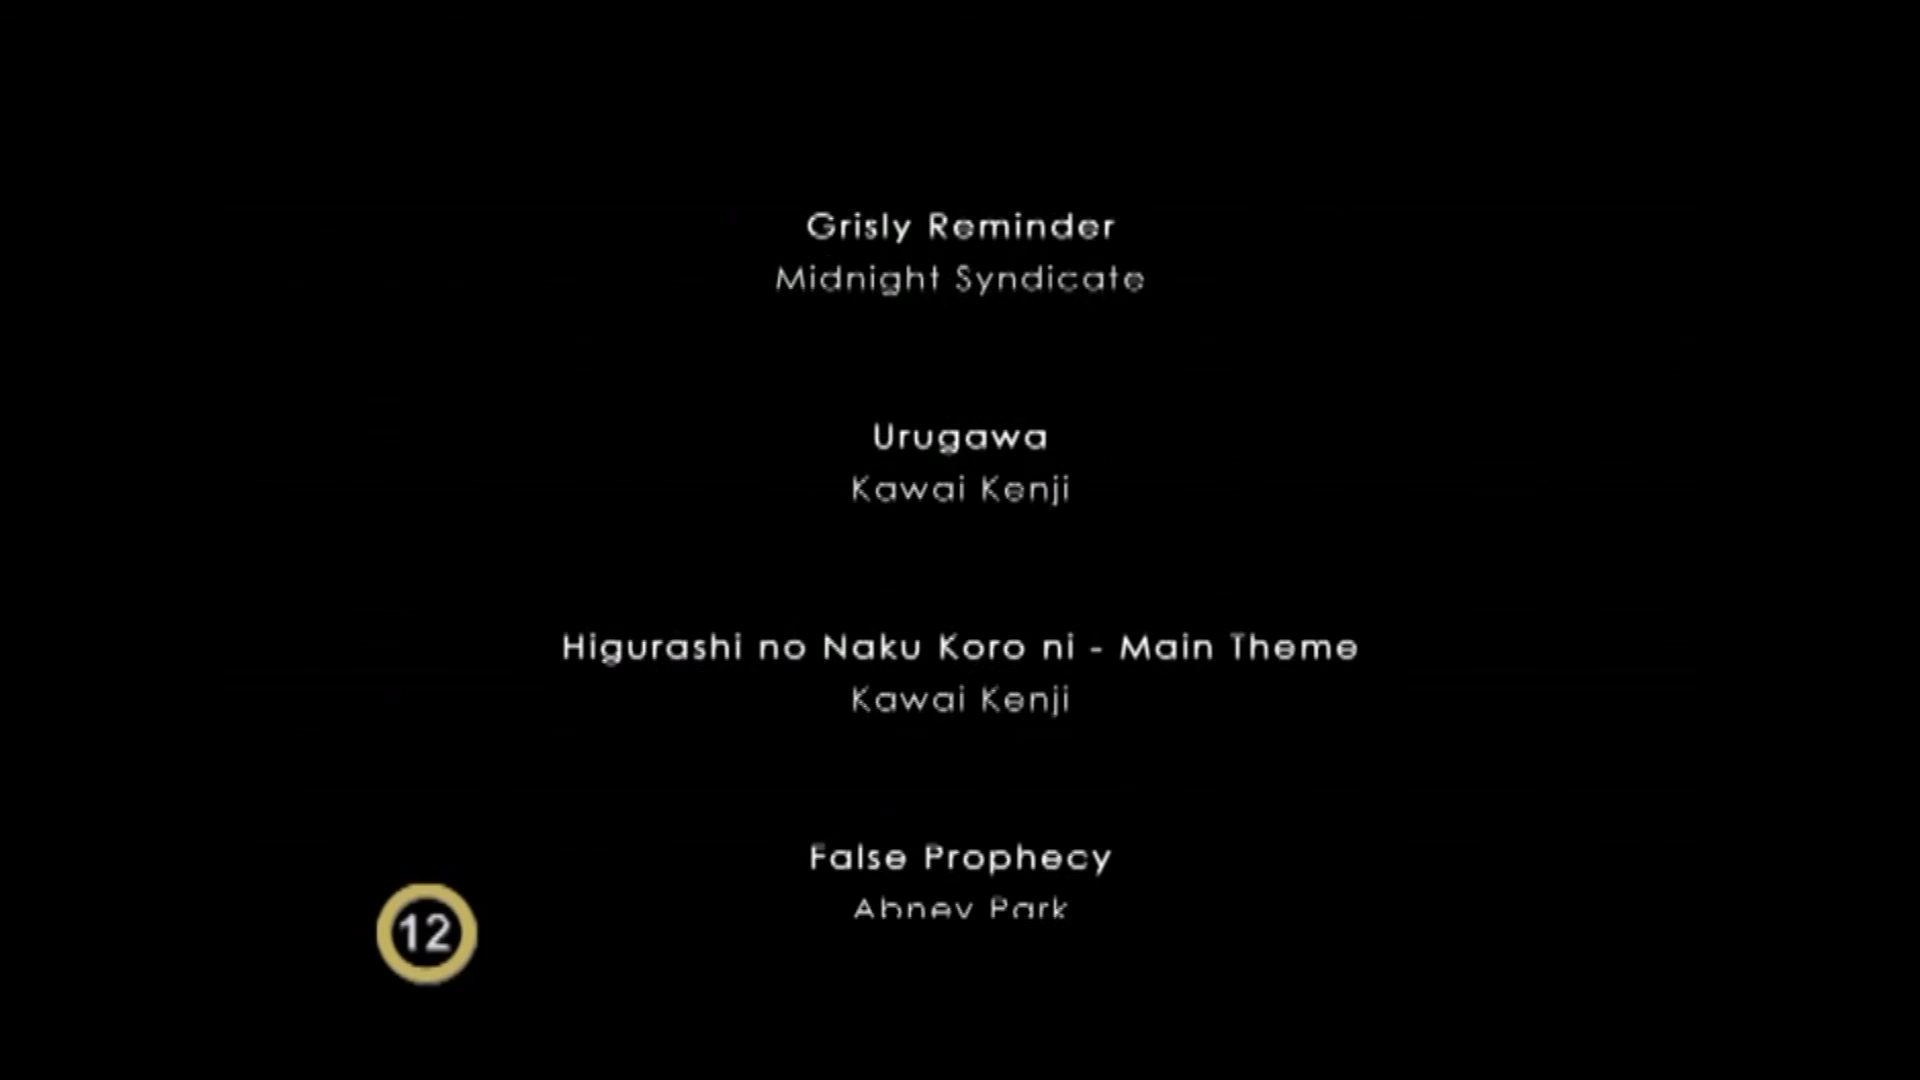 Grisly Reminder
Midnight Syndicate
Urugawa
Kawai Kenji
Higurashi no Naku Koro ni - Main Theme
Kawai Kenji
False Prophecy
Abney Park
12